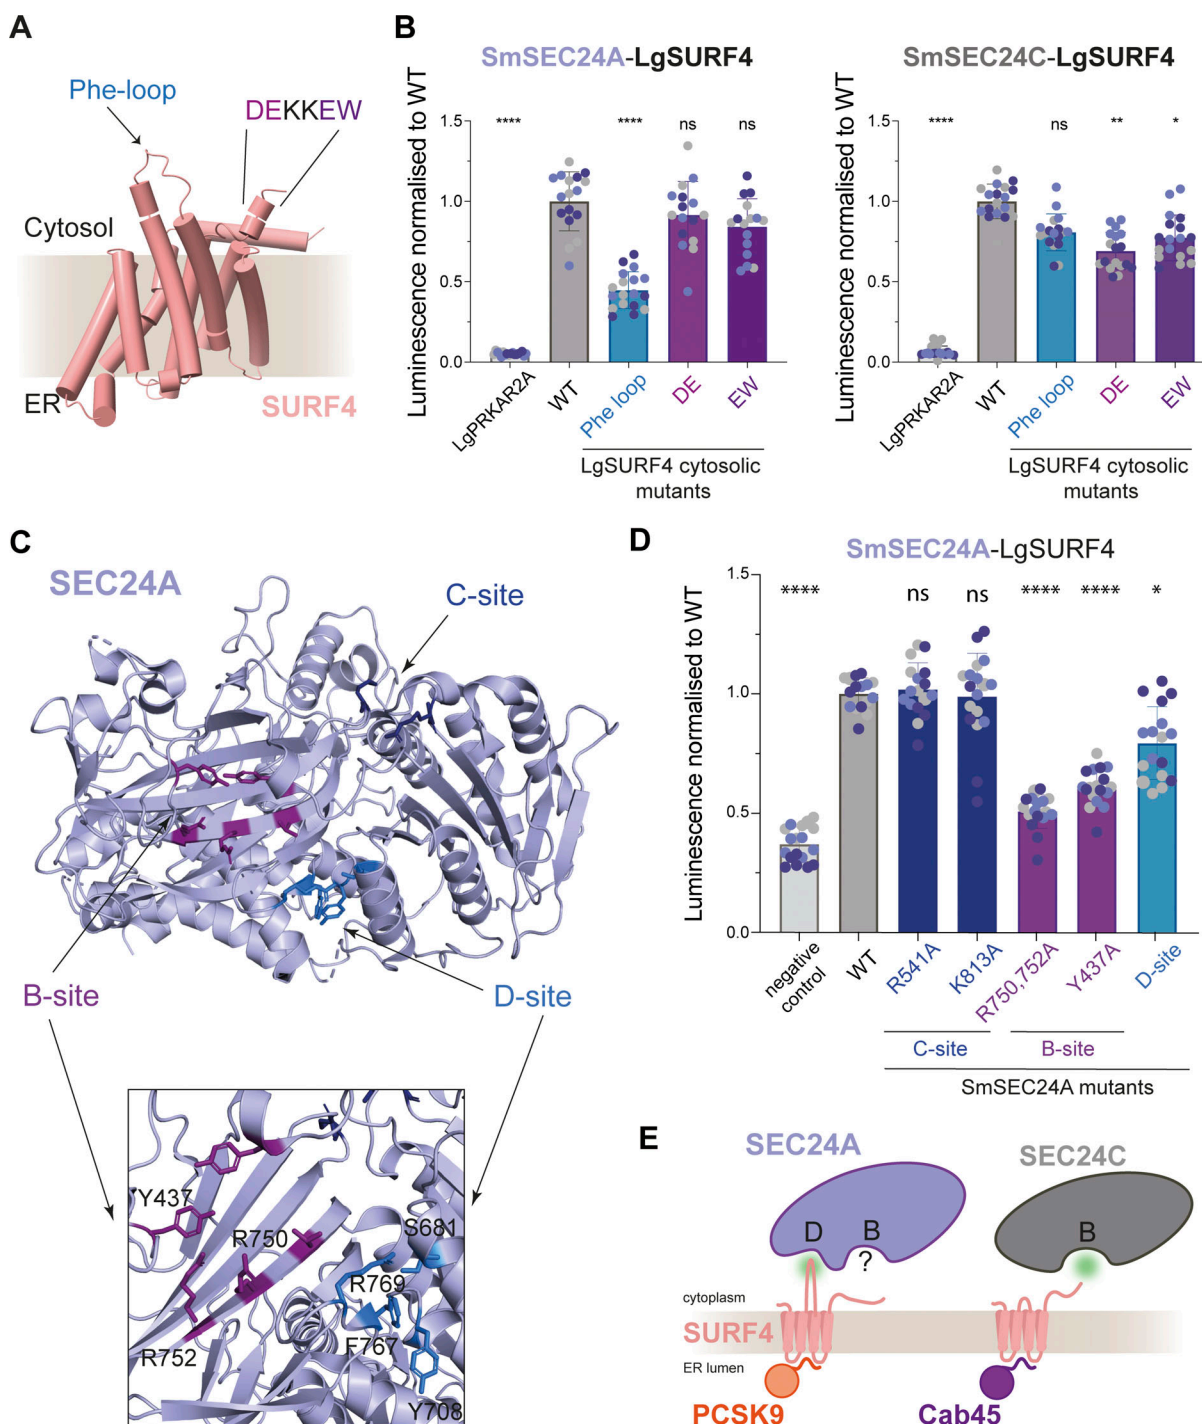 A
Phe-loop
DEKKEW
Cytosol
ER
SURF4
B
SmSEC24A-LgSURF4
Luminescence normalised to WT
1.5
1.0
0.5
0.0
****
****
ns
ns
LgPRKAR2A
WT
Phe loop
DE
EW
LgSURF4 cytosolic
mutants
SmSEC24C-LgSURF4
Luminescence normalised to WT
1.5
1.0
0.5
0.0
****
ns
**
*
LgPRKAR2A
WT
Phe loop
DE
EW
LgSURF4 cytosolic
mutants
C
SEC24A
C-site
B-site
D-site
Y437
R750
S681
R769
R752
F767
Y708
D
SmSEC24A-LgSURF4
Luminescence normalised to WT
1.5
1.0
0.5
0.0
****
ns
ns
****
****
*
negative
control
WT
R541A
K813A
R750,752A
Y437A
D-site
C-site
B-site
SmSEC24A mutants
E
SEC24A
SEC24C
D
B
?
B
cytoplasm
SURF4
ER lumen
PCSK9
Cab45